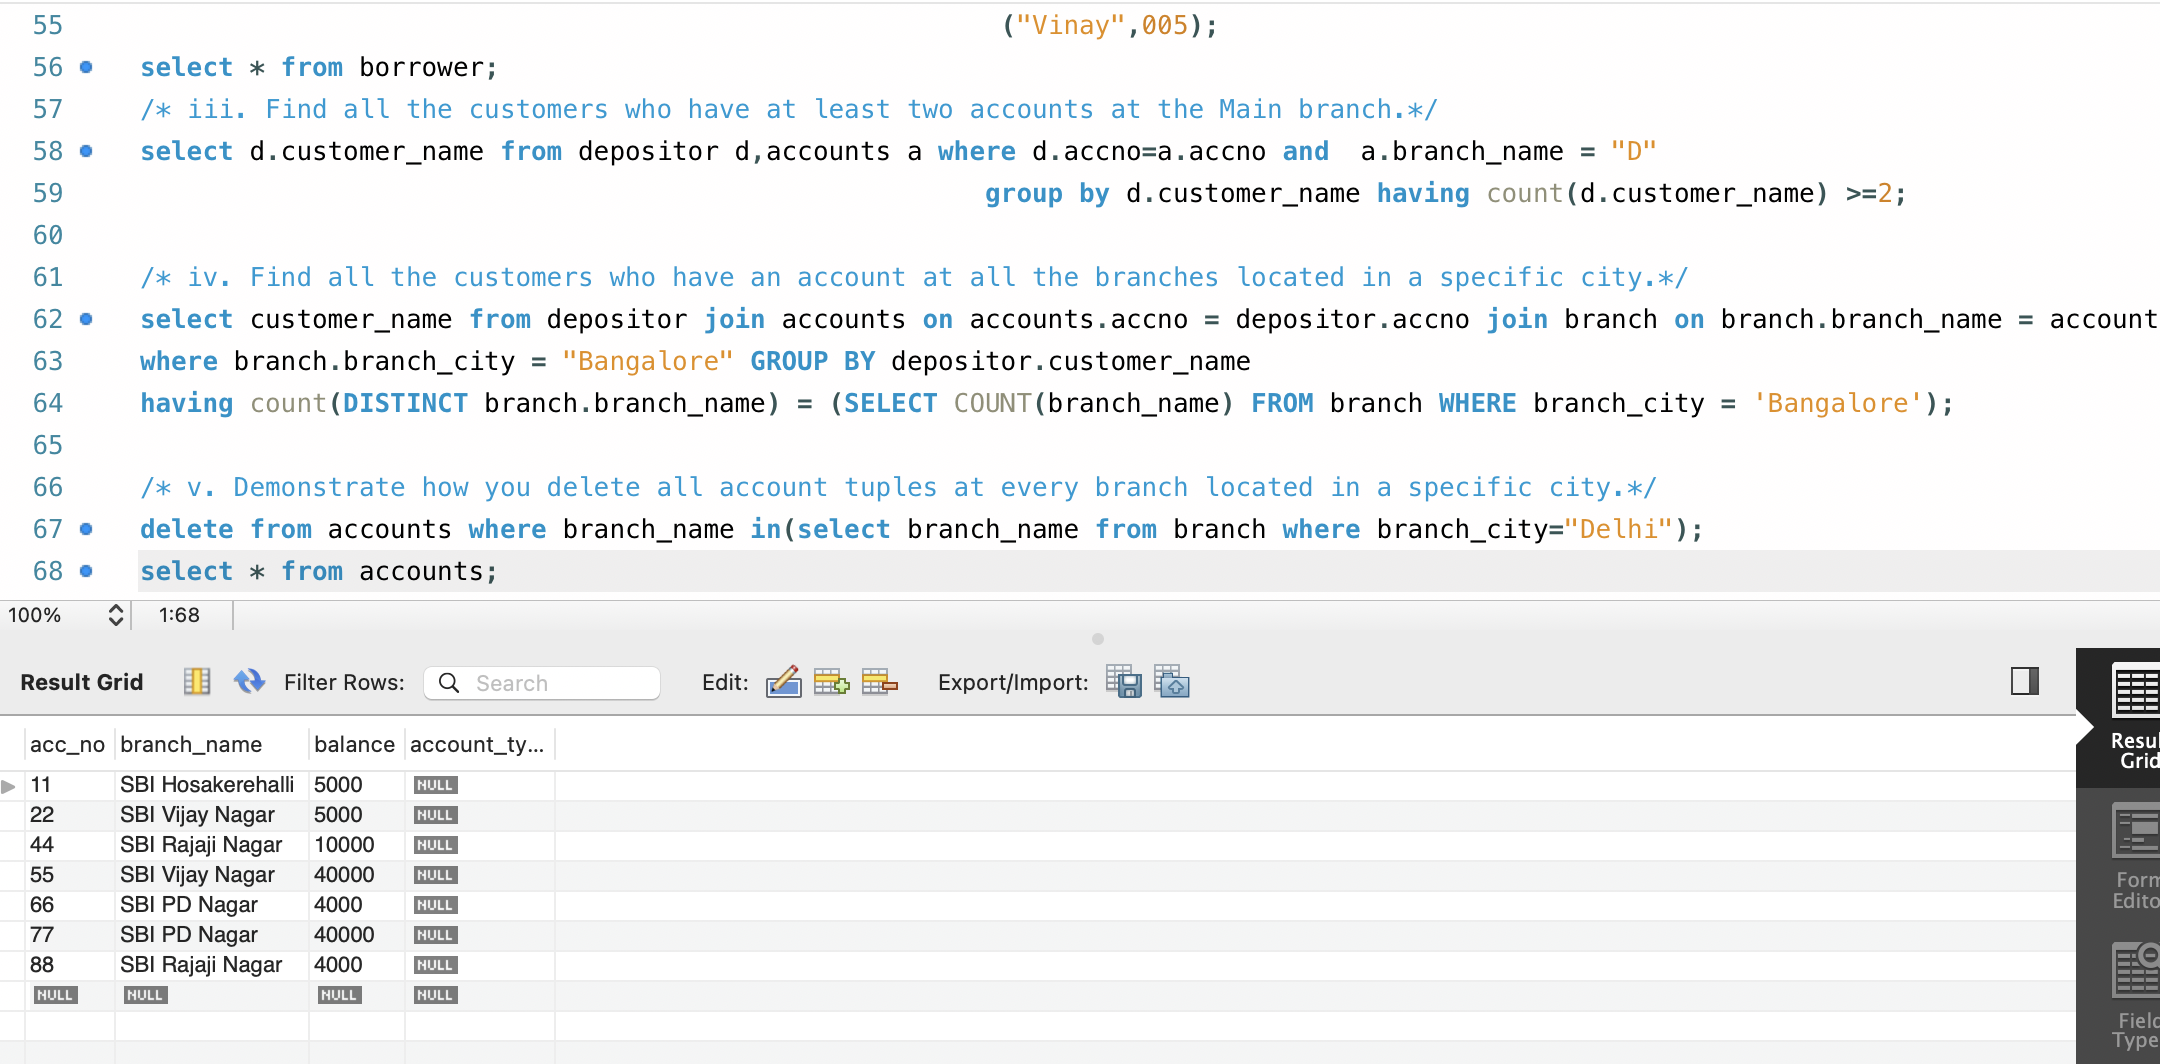 55 ("Vinay",005);
56 select * from borrower;
57 /* iii. Find all the customers who have at least two accounts at the Main branch.*/
58 select d.customer_name from depositor d,accounts a where d.accno=a.accno and  a.branch_name = "D"
59 group by d.customer_name having count(d.customer_name) >=2;
60
61 /* iv. Find all the customers who have an account at all the branches located in a specific city.*/
62 select customer_name from depositor join accounts on accounts.accno = depositor.accno join branch on branch.branch_name = account
63 where branch.branch_city = "Bangalore" GROUP BY depositor.customer_name
64 having count(DISTINCT branch.branch_name) = (SELECT COUNT(branch_name) FROM branch WHERE branch_city = 'Bangalore');
65
66 /* v. Demonstrate how you delete all account tuples at every branch located in a specific city.*/
67 delete from accounts where branch_name in(select branch_name from branch where branch_city="Delhi");
68 select * from accounts;
100% 1:68
Result Grid Filter Rows: Search Edit: Export/Import:
acc_no branch_name balance account_ty...
11 SBI Hosakerehalli 5000 NULL
22 SBI Vijay Nagar 5000 NULL
44 SBI Rajaji Nagar 10000 NULL
55 SBI Vijay Nagar 40000 NULL
66 SBI PD Nagar 4000 NULL
77 SBI PD Nagar 40000 NULL
88 SBI Rajaji Nagar 4000 NULL
NULL NULL NULL NULL
Resul
Grid
Form
Edito
Field
Type